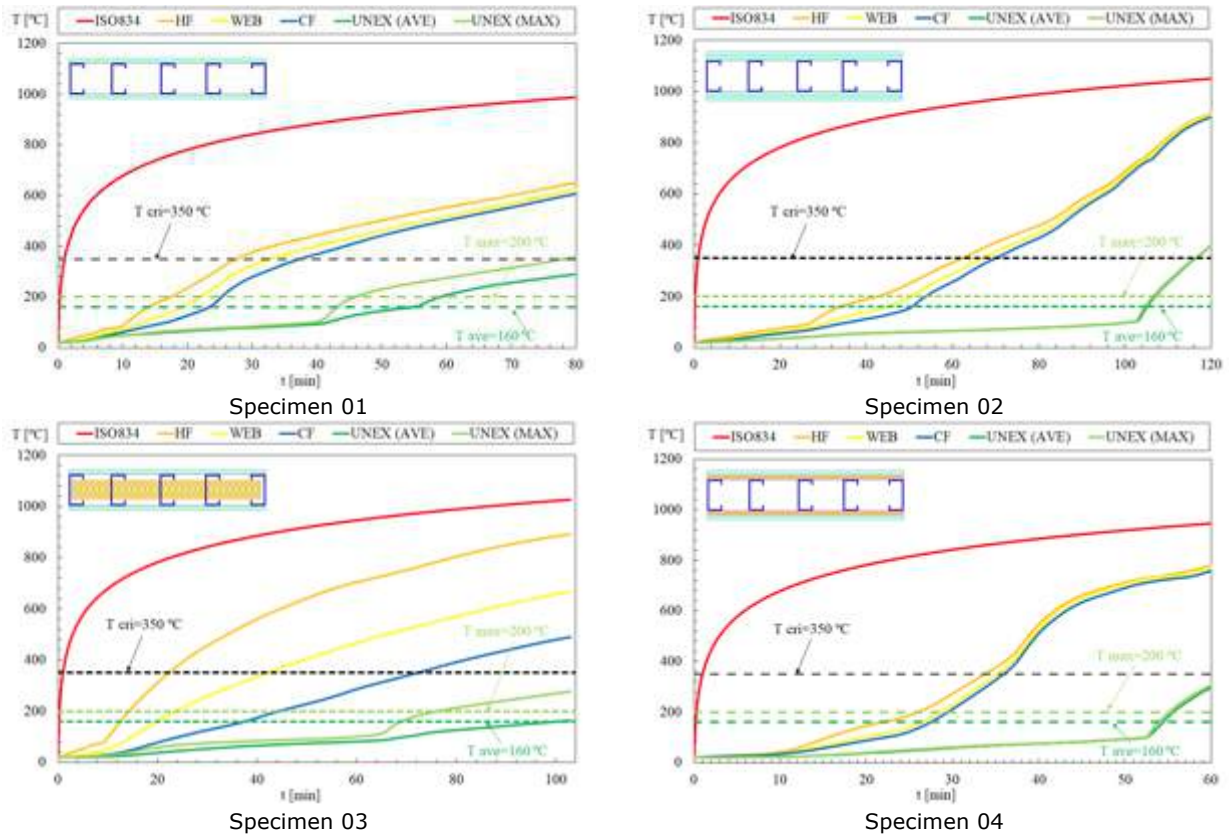 T [ºC] ISO834 HF WEB CF UNEX (AVE) UNEX (MAX)
1200
1000
800
600
400
200
0
T cri=350 ºC
T max=200 ºC
T ave=160 ºC
0 10 20 30 40 50 60 70 80
t [min]
Specimen 01
T [ºC] ISO834 HF WEB CF UNEX (AVE) UNEX (MAX)
1200
1000
800
600
400
200
0
T cri=350 ºC
T max=200 ºC
T ave=160 ºC
0 20 40 60 80 100 120
t [min]
Specimen 02
T [ºC] ISO834 HF WEB CF UNEX (AVE) UNEX (MAX)
1200
1000
800
600
400
200
0
T cri=350 ºC
T max=200 ºC
T ave=160 ºC
0 20 40 60 80 100
t [min]
Specimen 03
T [ºC] ISO834 HF WEB CF UNEX (AVE) UNEX (MAX)
1200
1000
800
600
400
200
0
T cri=350 ºC
T max=200 ºC
T ave=160 ºC
0 10 20 30 40 50 60
t [min]
Specimen 04